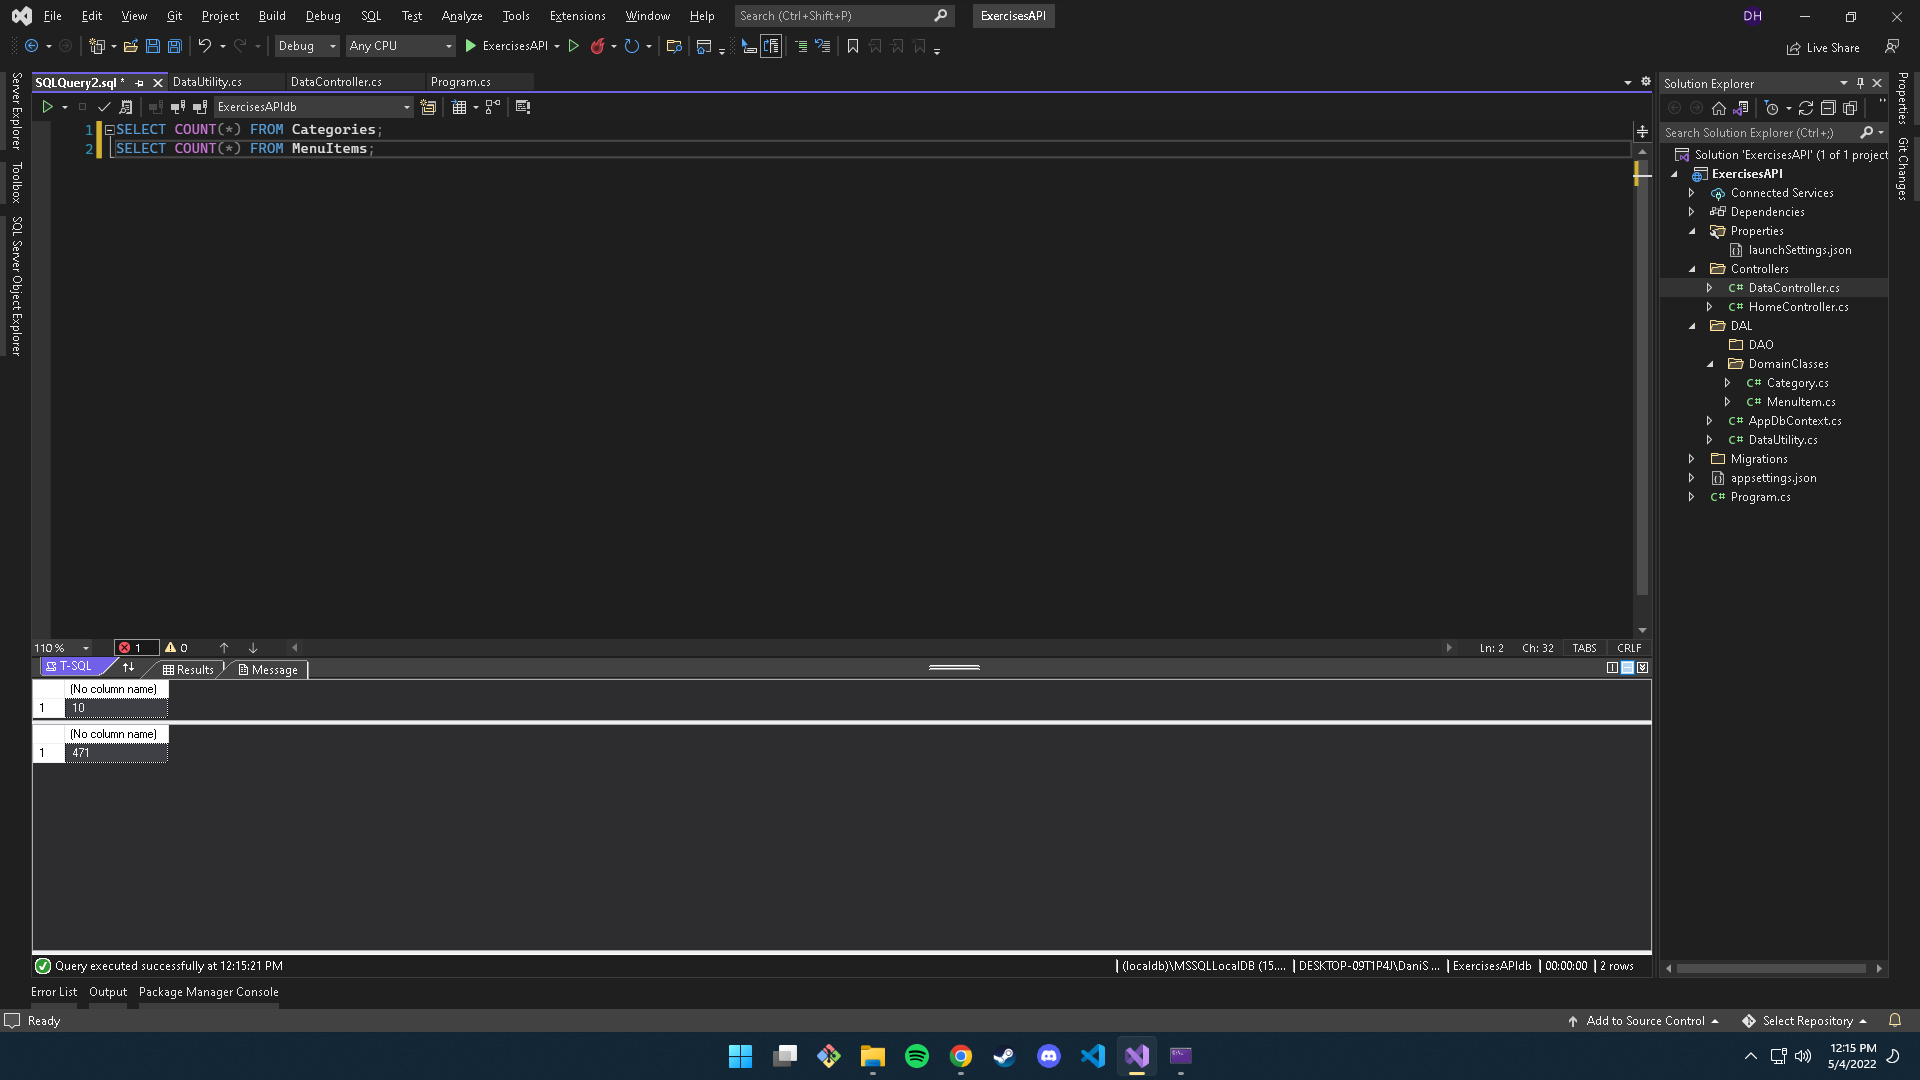 File Edit View Git Project Build Debug SQL Test Analyze Tools Extensions Window Help Search (Ctrl+Shift+P) ExercisesAPI DH
Debug Any CPU ExercisesAPI Live Share
SQLQuery2.sql * DataUtility.cs DataController.cs Program.cs
ExercisesAPIdb
1 SELECT COUNT(*) FROM Categories;
2 SELECT COUNT(*) FROM MenuItems;
Server Explorer
Toolbox
SQL Server Object Explorer
110 % 1 0 Ln: 2 Ch: 32 TABS CRLF
T-SQL Results Message
(No column name)
1 10
(No column name)
1 471
Query executed successfully at 12:15:21 PM (localdb)\MSSQLLocalDB (15.... DESKTOP-09T1P4J\DaniS ... ExercisesAPIdb 00:00:00 2 rows
Error List Output Package Manager Console
Solution Explorer
Search Solution Explorer (Ctrl+;)
Solution 'ExercisesAPI' (1 of 1 project
ExercisesAPI
Connected Services
Dependencies
Properties
launchSettings.json
Controllers
C# DataController.cs
C# HomeController.cs
DAL
DAO
DomainClasses
C# Category.cs
C# MenuItem.cs
C# AppDbContext.cs
C# DataUtility.cs
Migrations
appsettings.json
C# Program.cs
Properties
Git Changes
Ready Add to Source Control Select Repository
12:15 PM
5/4/2022